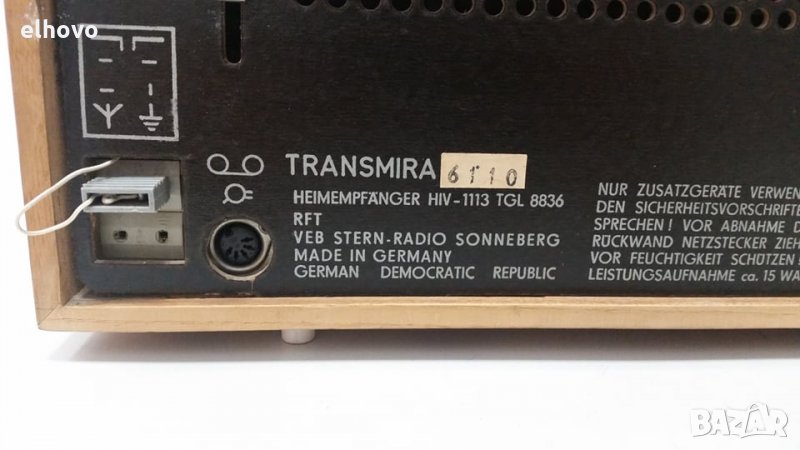 elhovo
TRANSMIRA 6110
HEIMEMPFÄNGER HIV-1113 TGL 8836
RFT
VEB STERN-RADIO SONNEBERG
MADE IN GERMANY
GERMAN DEMOCRATIC REPUBLIC
NUR ZUSATZGERÄTE VERWEN
DEN SICHERHEITSVORSCHRIFTE
SPRECHEN! VOR ABNAHME D
RÜCKWAND NETZSTECKER ZIEH
VOR FEUCHTIGKEIT SCHÜTZEN!
LEISTUNGSAUFNAHME ca. 15 WA
BAZAR